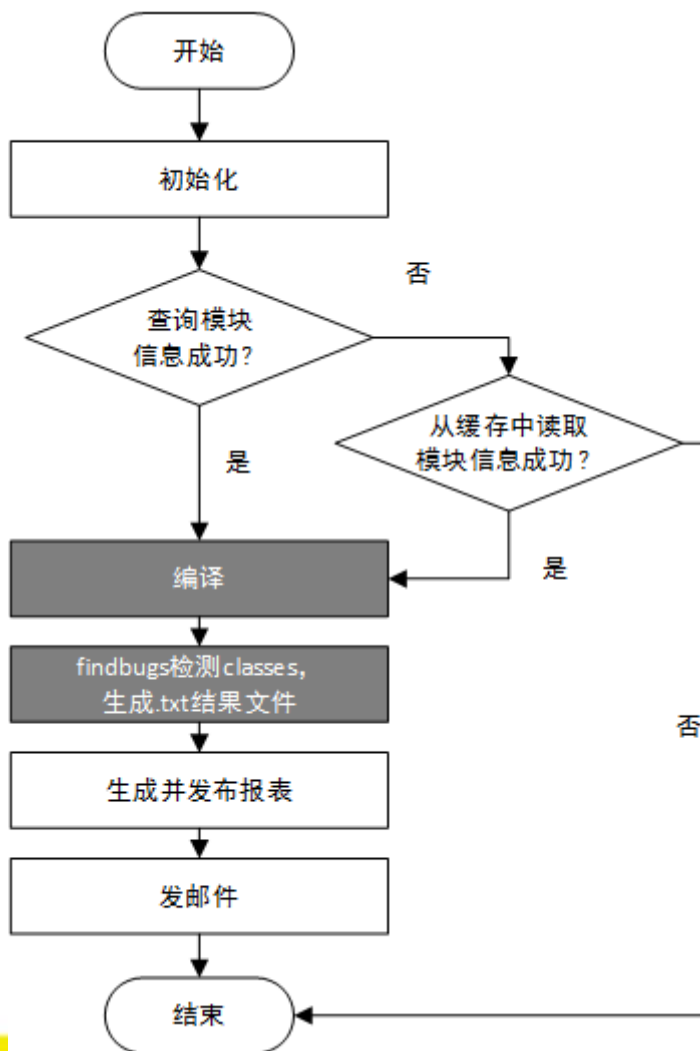 开始
初始化
否
查询模块
信息成功？
从缓存中读取
模块信息成功？
是
编译
是
findbugs检测classes，
生成.txt结果文件
否
生成并发布报表
发邮件
结束